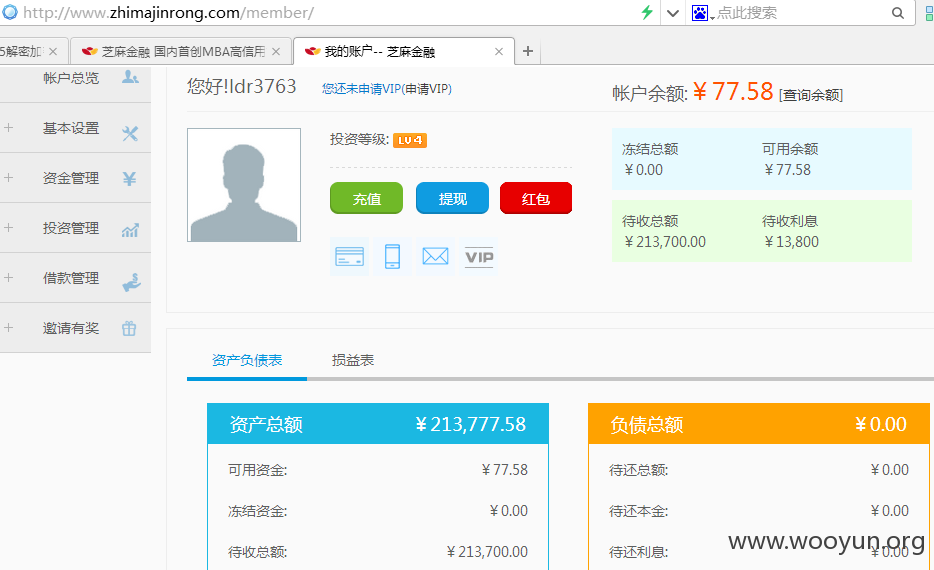 http://www.zhimajinrong.com/member/
点此搜索
5解密加
芝麻金融 国内首创MBA高信用
我的账户-- 芝麻金融
帐户总览
基本设置
资金管理
投资管理
借款管理
邀请有奖
您好!ldr3763
您还未申请VIP(申请VIP)
帐户余额: ¥ 77.58 [查询余额]
投资等级: LV 4
充值 提现 红包
VIP
冻结总额 可用余额
¥ 0.00 ¥ 77.58
待收总额 待收利息
¥ 213,700.00 ¥ 13,800
资产负债表 损益表
资产总额 ¥ 213,777.58
可用资金: ¥ 77.58
冻结资金: ¥ 0.00
待收总额: ¥ 213,700.00
负债总额 ¥ 0.00
待还总额: ¥ 0.00
待还本金: ¥ 0.00
待还利息: ¥ 0.00
www.wooyun.org